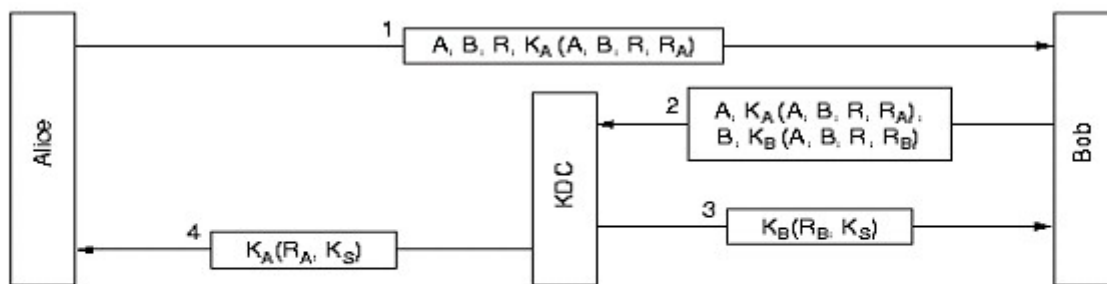 1
A, B, R, K_A (A, B, R, R_A)
Alice
KDC
Bob
2
A, K_A (A, B, R, R_A),
B, K_B (A, B, R, R_B)
3
K_B (R_B, K_S)
4
K_A (R_A, K_S)